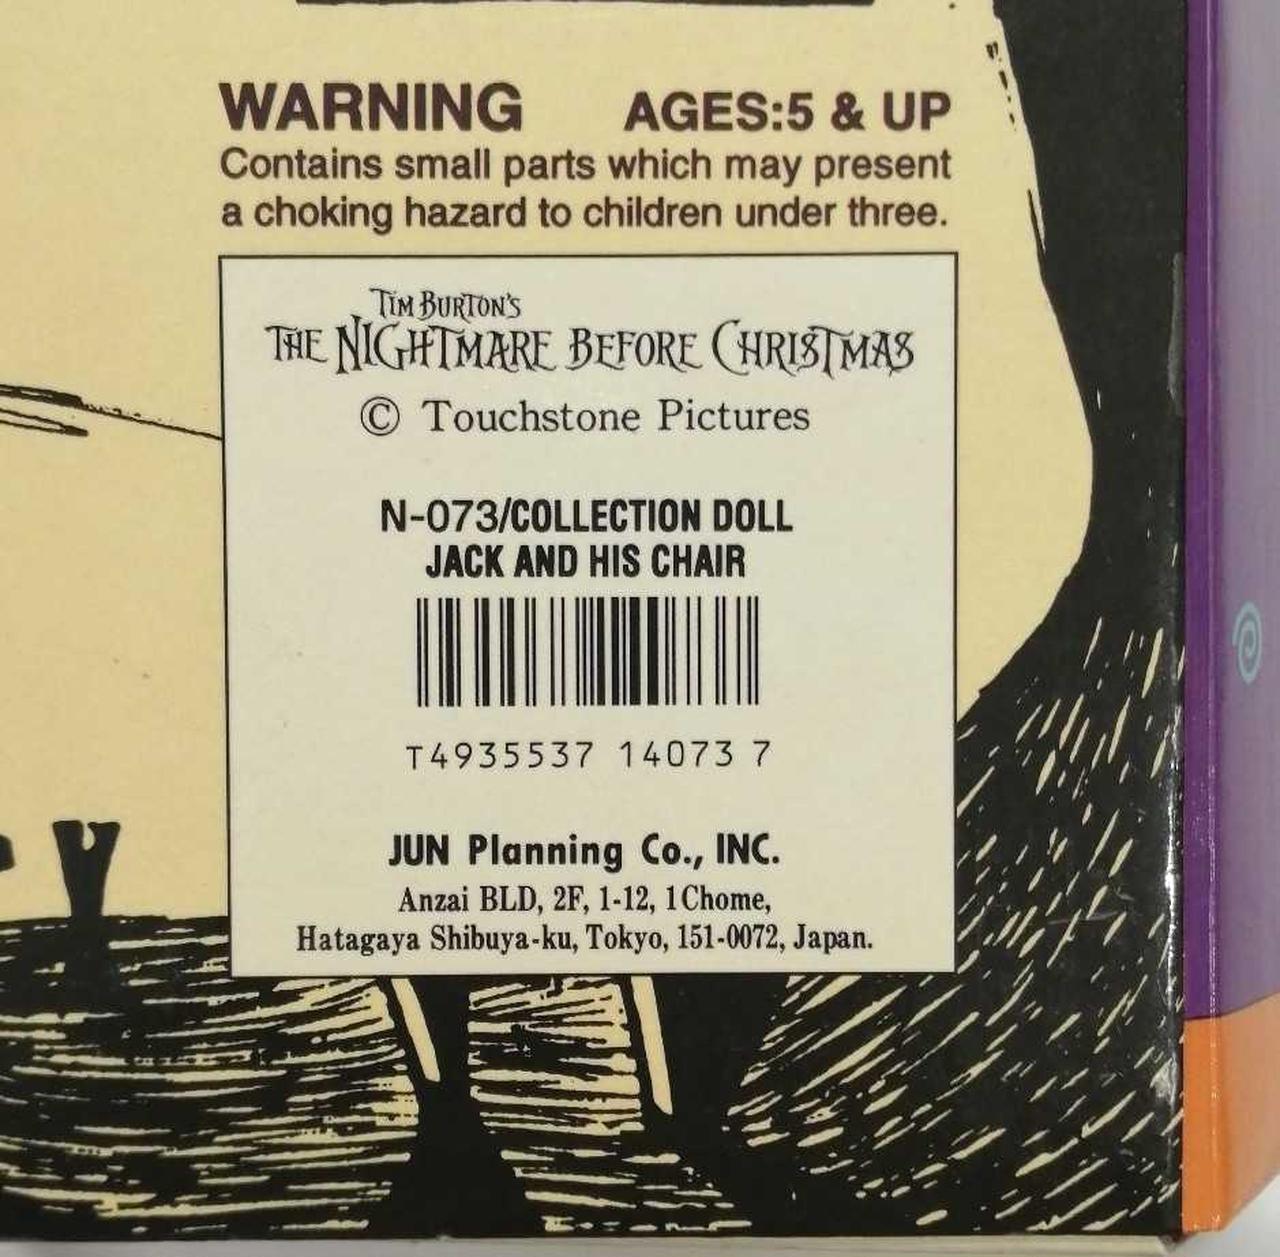 WARNING AGES:5 & UP
Contains small parts which may present
a choking hazard to children under three.
TIM BURTON'S
THE NIGHTMARE BEFORE CHRISTMAS
© Touchstone Pictures
N-073/COLLECTION DOLL
JACK AND HIS CHAIR
T4935537 14073 7
JUN Planning Co., INC.
Anzai BLD, 2F, 1-12, 1Chome,
Hatagaya Shibuya-ku, Tokyo, 151-0072, Japan.